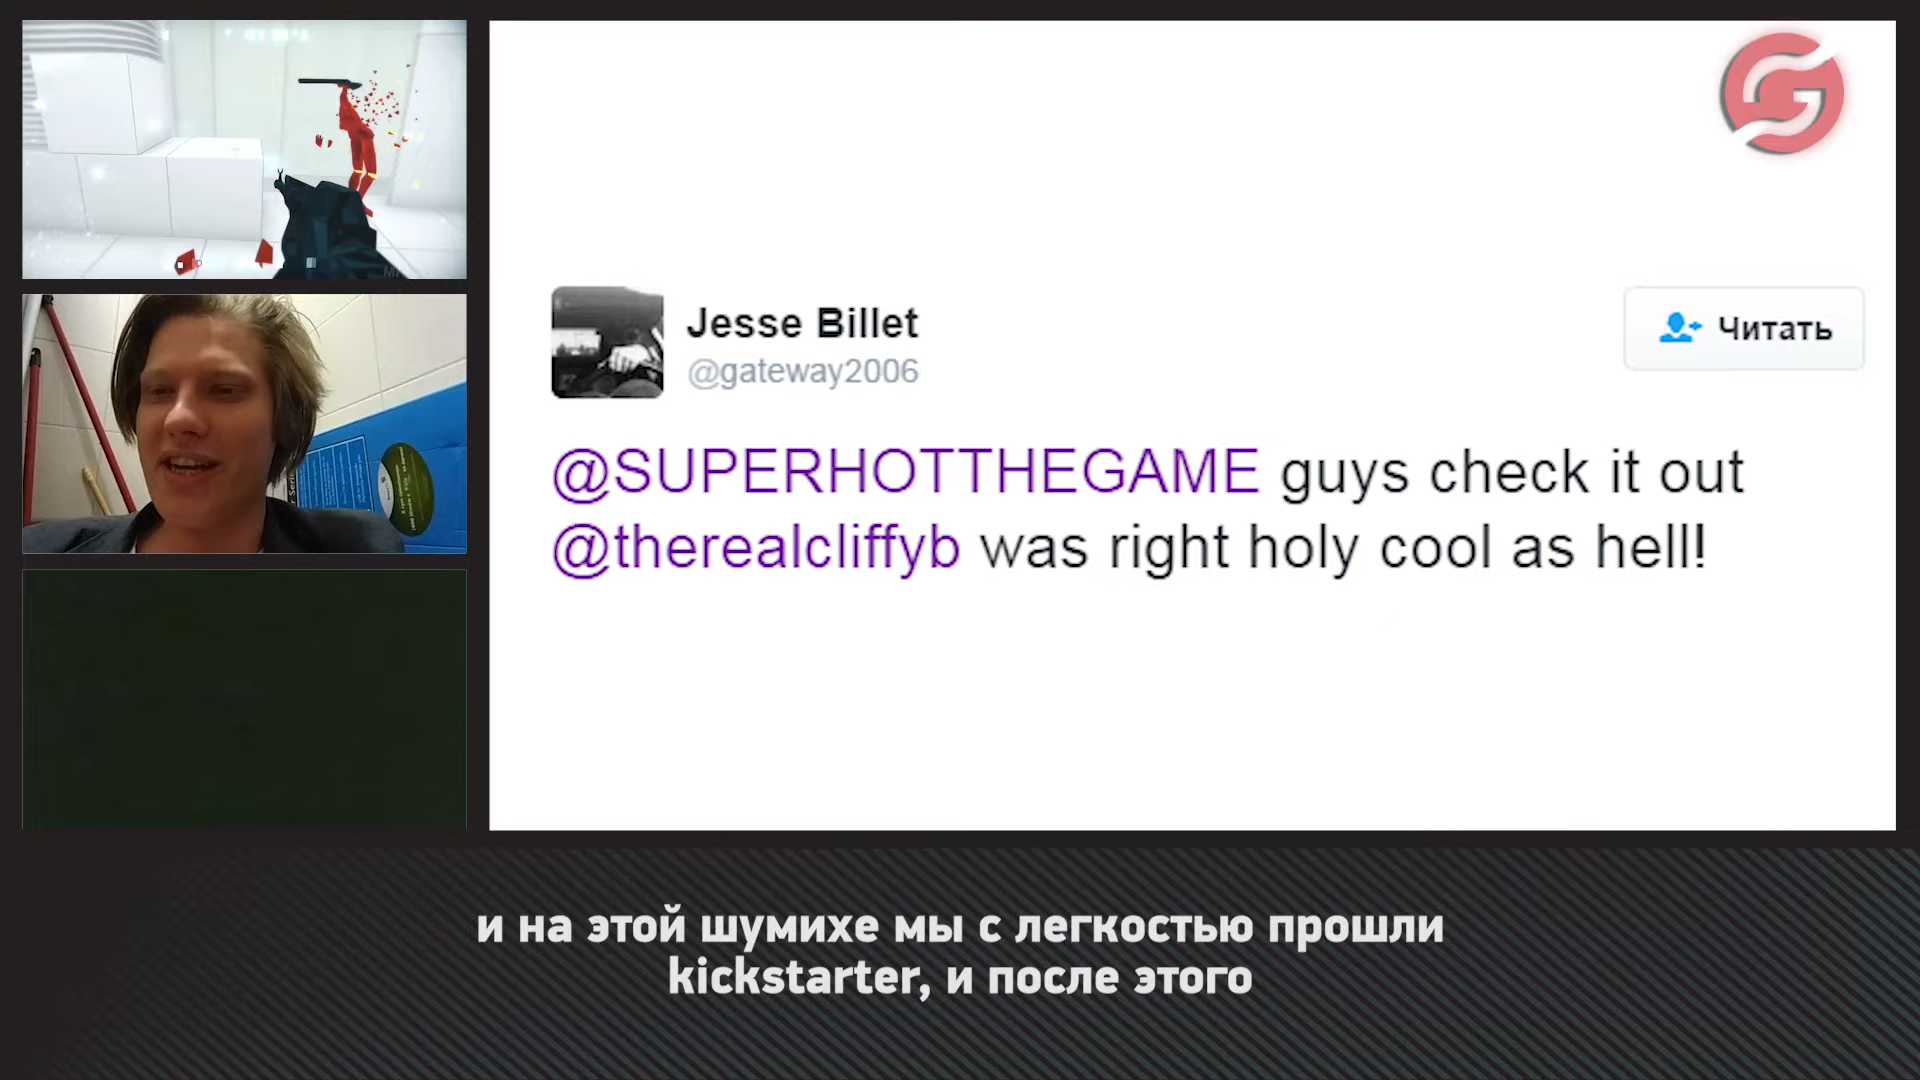 Jesse Billet
@gateway2006
Читать
@SUPERHOTTHEGAME guys check it out
@therealcliffyb was right holy cool as hell!
и на этой шумихе мы с легкостью прошли
kickstarter, и после этого